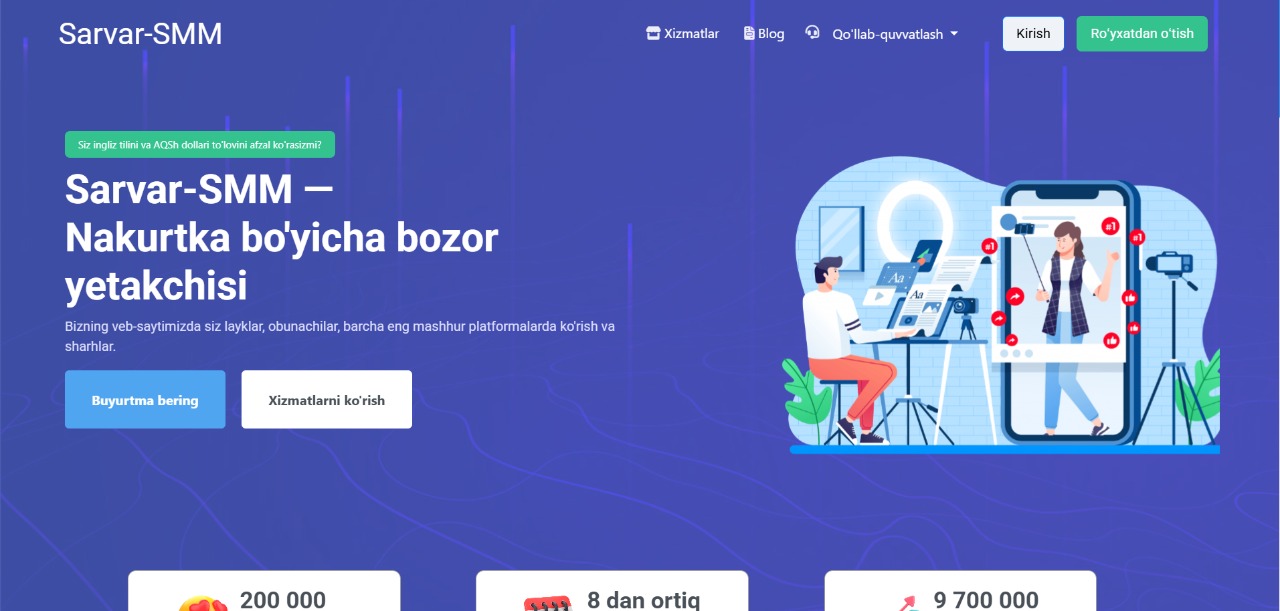 Sarvar-SMM
Xizmatlar
Blog
Qo'llab-quvvatlash
Kirish
Ro'yxatdan o'tish
Siz ingliz tilini va AQSh dollari to'lovini afzal ko'rasizmi?
Sarvar-SMM —
Nakurtka bo'yicha bozor
yetakchisi
Bizning veb-saytimizda siz layklar, obunachilar, barcha eng mashhur platformalarda ko'rish va
sharhlar.
Buyurtma bering
Xizmatlarni ko'rish
#1
#1
#1
Aa
Aa
200 000
8 dan ortiq
9 700 000